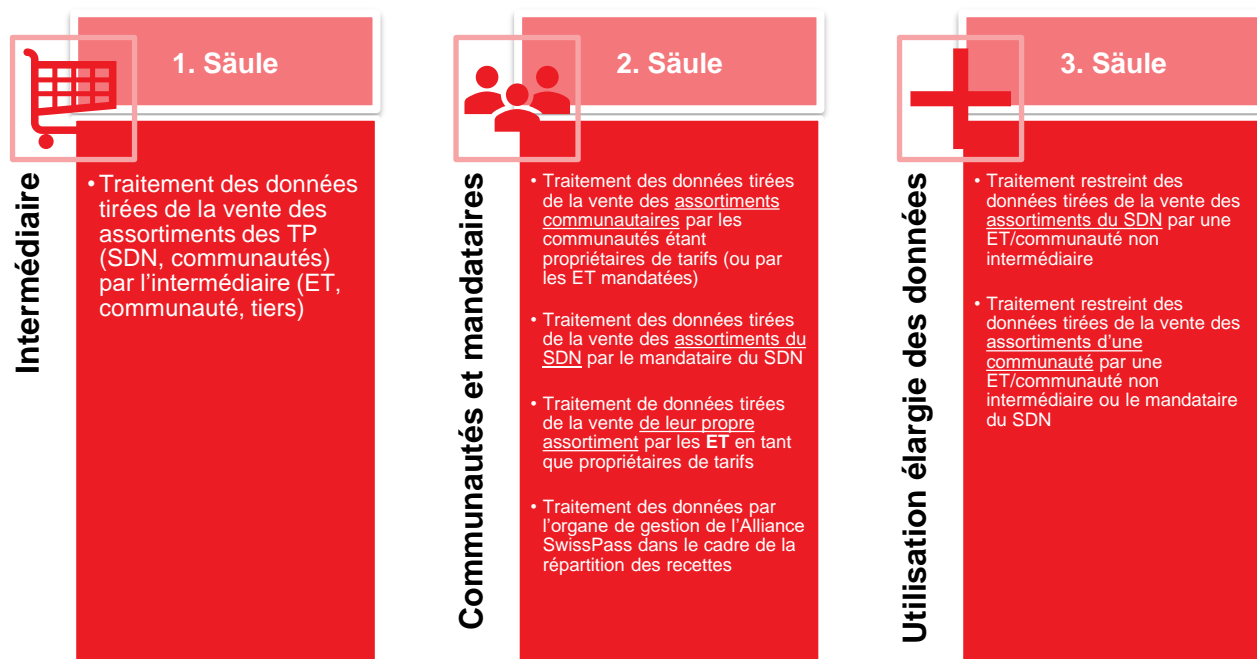 1. Säule
Intermédiaire
• Traitement des données
tirées de la vente des
assortiments des TP
(SDN, communautés)
par l'intermédiaire (ET,
communauté, tiers)
2. Säule
Communautés et mandataires
• Traitement des données tirées
de la vente des assortiments
communautaires par les
communautés étant
propriétaires de tarifs (ou par
les ET mandatées)
• Traitement des données tirées
de la vente des assortiments du
SDN par le mandataire du SDN
• Traitement de données tirées
de la vente de leur propre
assortiment par les ET en tant
que propriétaires de tarifs
• Traitement des données par
l'organe de gestion de l'Alliance
SwissPass dans le cadre de la
répartition des recettes
3. Säule
Utilisation élargie des données
• Traitement restreint des
données tirées de la vente des
assortiments du SDN par une
ET/communauté non
intermédiaire
• Traitement restreint des
données tirées de la vente des
assortiments d'une
communauté par une
ET/communauté non
intermédiaire ou le mandataire
du SDN